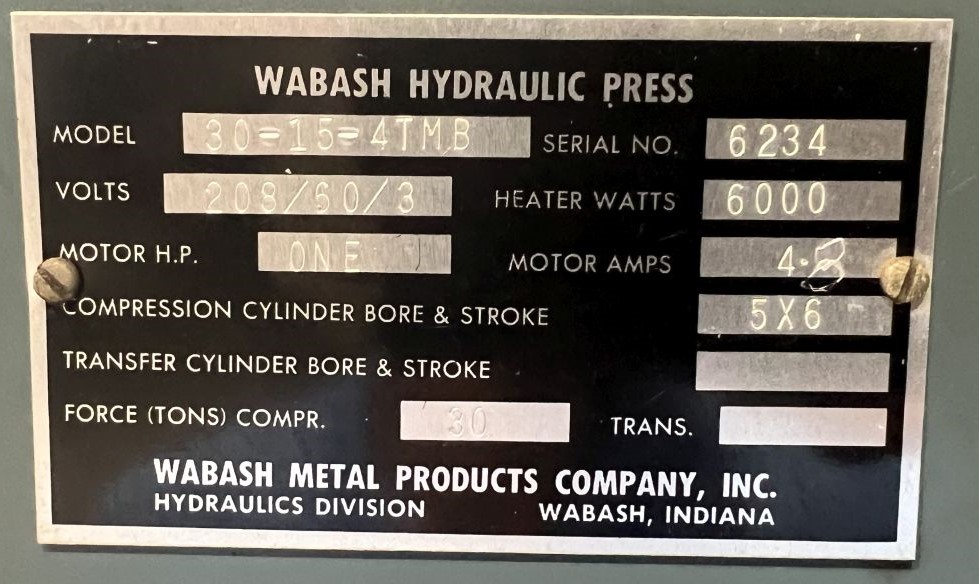 WABASH HYDRAULIC PRESS
MODEL 30-15-4TMB SERIAL NO. 6234
VOLTS 208/60/3 HEATER WATTS 6000
MOTOR H.P. ONE MOTOR AMPS
COMPRESSION CYLINDER BORE & STROKE 5X6
TRANSFER CYLINDER BORE & STROKE
FORCE (TONS) COMPR. 30 TRANS.
WABASH METAL PRODUCTS COMPANY, INC.
HYDRAULICS DIVISION WABASH, INDIANA